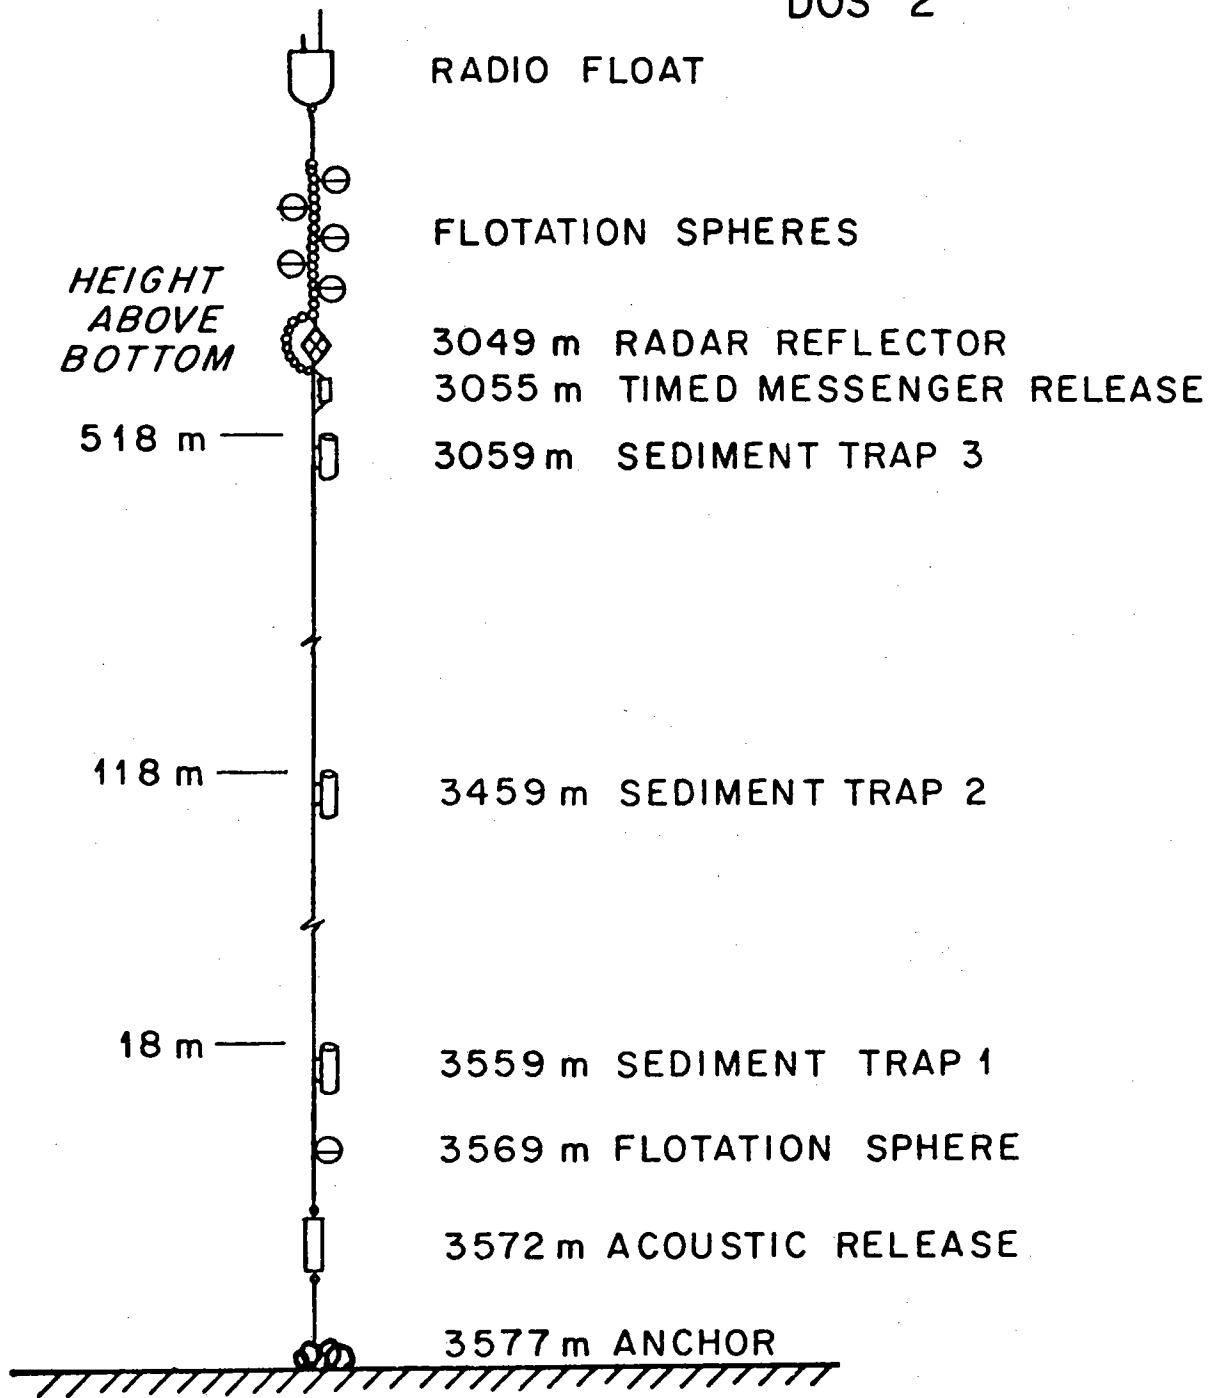 DOS 2
RADIO FLOAT
FLOTATION SPHERES
HEIGHT
ABOVE
BOTTOM
3049 m RADAR REFLECTOR
3055 m TIMED MESSENGER RELEASE
518 m
3059 m SEDIMENT TRAP 3
118 m
3459 m SEDIMENT TRAP 2
18 m
3559 m SEDIMENT TRAP 1
3569 m FLOTATION SPHERE
3572 m ACOUSTIC RELEASE
3577 m ANCHOR